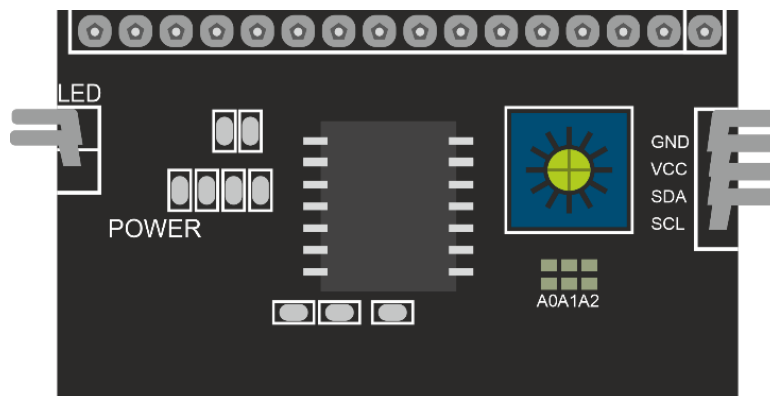 LED
GND
VCC
SDA
SCL
POWER
A0A1A2